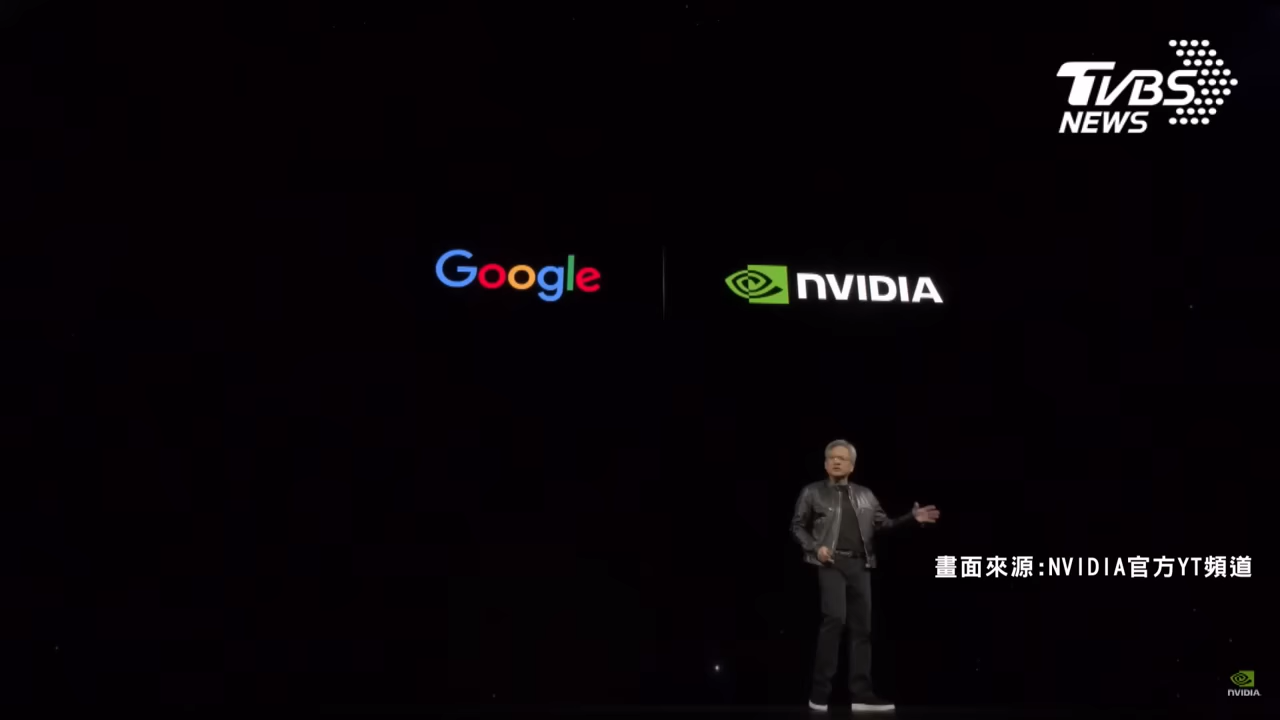 TVBS
NEWS
Google
NVIDIA
畫面來源:NVIDIA官方YT頻道
NVIDIA